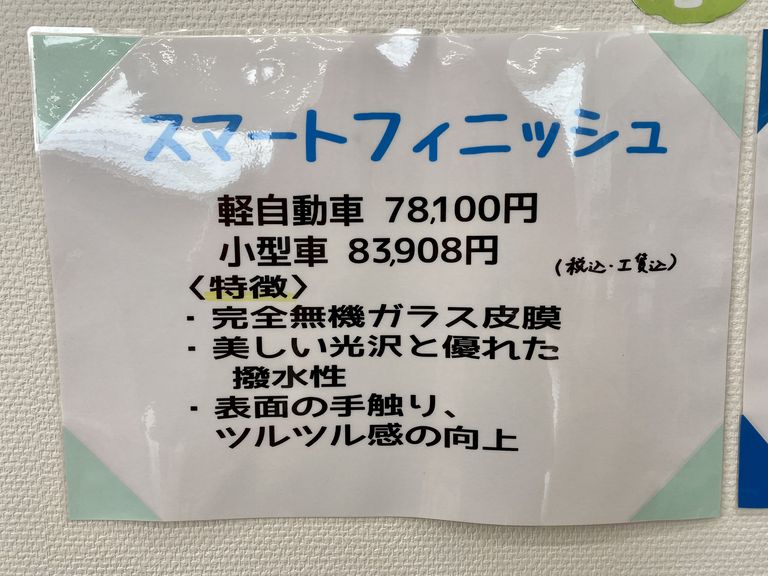 スマートフィニッシュ
軽自動車 78,100円
小型車 83,908円
(税込・工賃込)
〈特徴〉
・完全無機ガラス皮膜
・美しい光沢と優れた
撥水性
・表面の手触り、
ツルツル感の向上